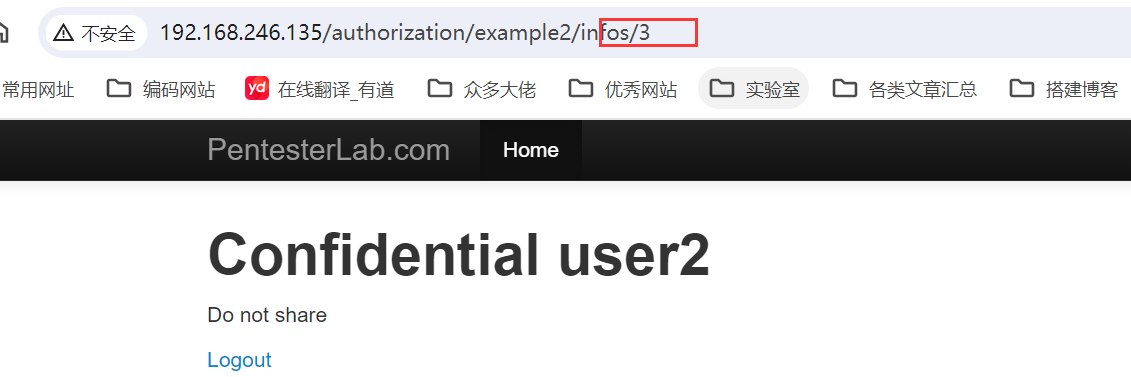 不安全 192.168.246.135/authorization/example2/infos/3
常用网址 编码网站 yd 在线翻译_有道 众多大佬 优秀网站 实验室 各类文章汇总 搭建博客
PentesterLab.com Home
Confidential user2
Do not share
Logout